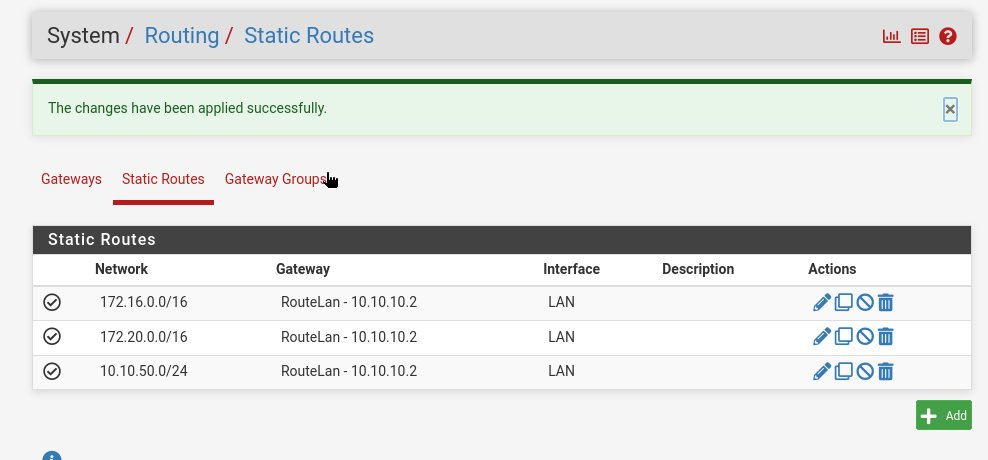 System / Routing / Static Routes
The changes have been applied successfully.
×
Gateways Static Routes Gateway Groups
Static Routes
Network Gateway Interface Description Actions
172.16.0.0/16 RouteLan - 10.10.10.2 LAN
172.20.0.0/16 RouteLan - 10.10.10.2 LAN
10.10.50.0/24 RouteLan - 10.10.10.2 LAN
Add